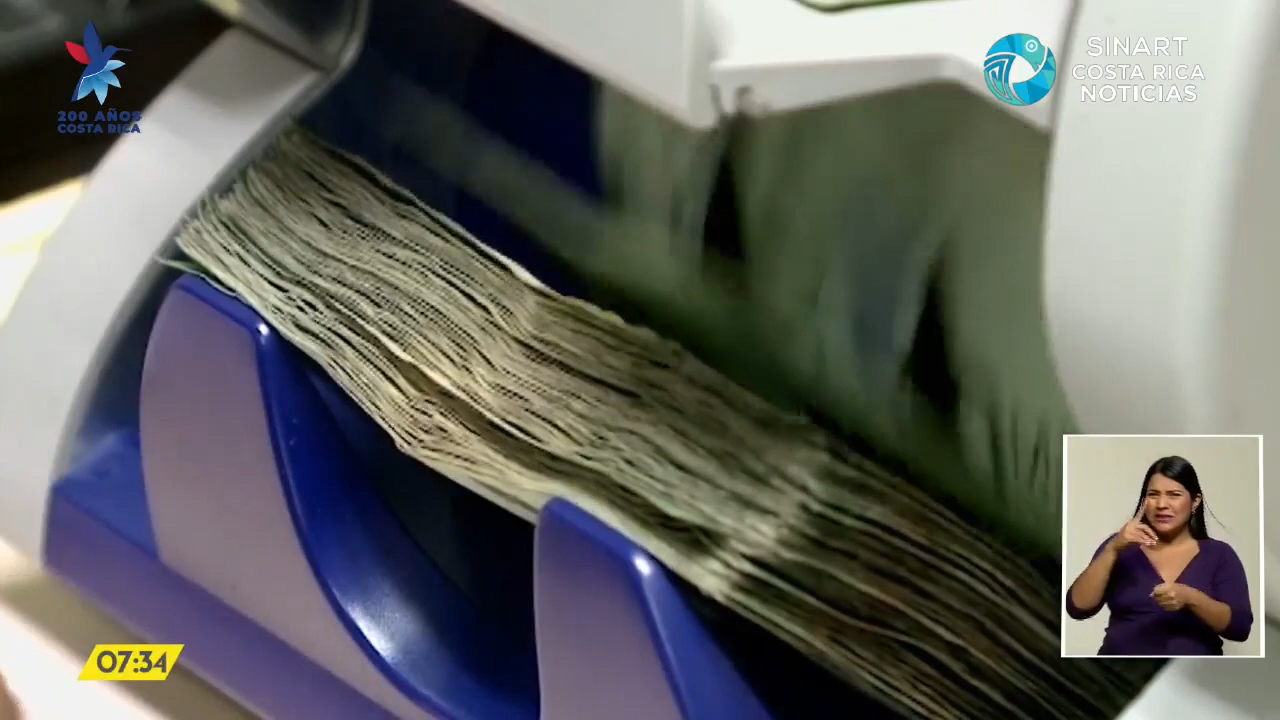 200 AÑOS
COSTA RICA
SINART
COSTA RICA
NOTICIAS
07:34